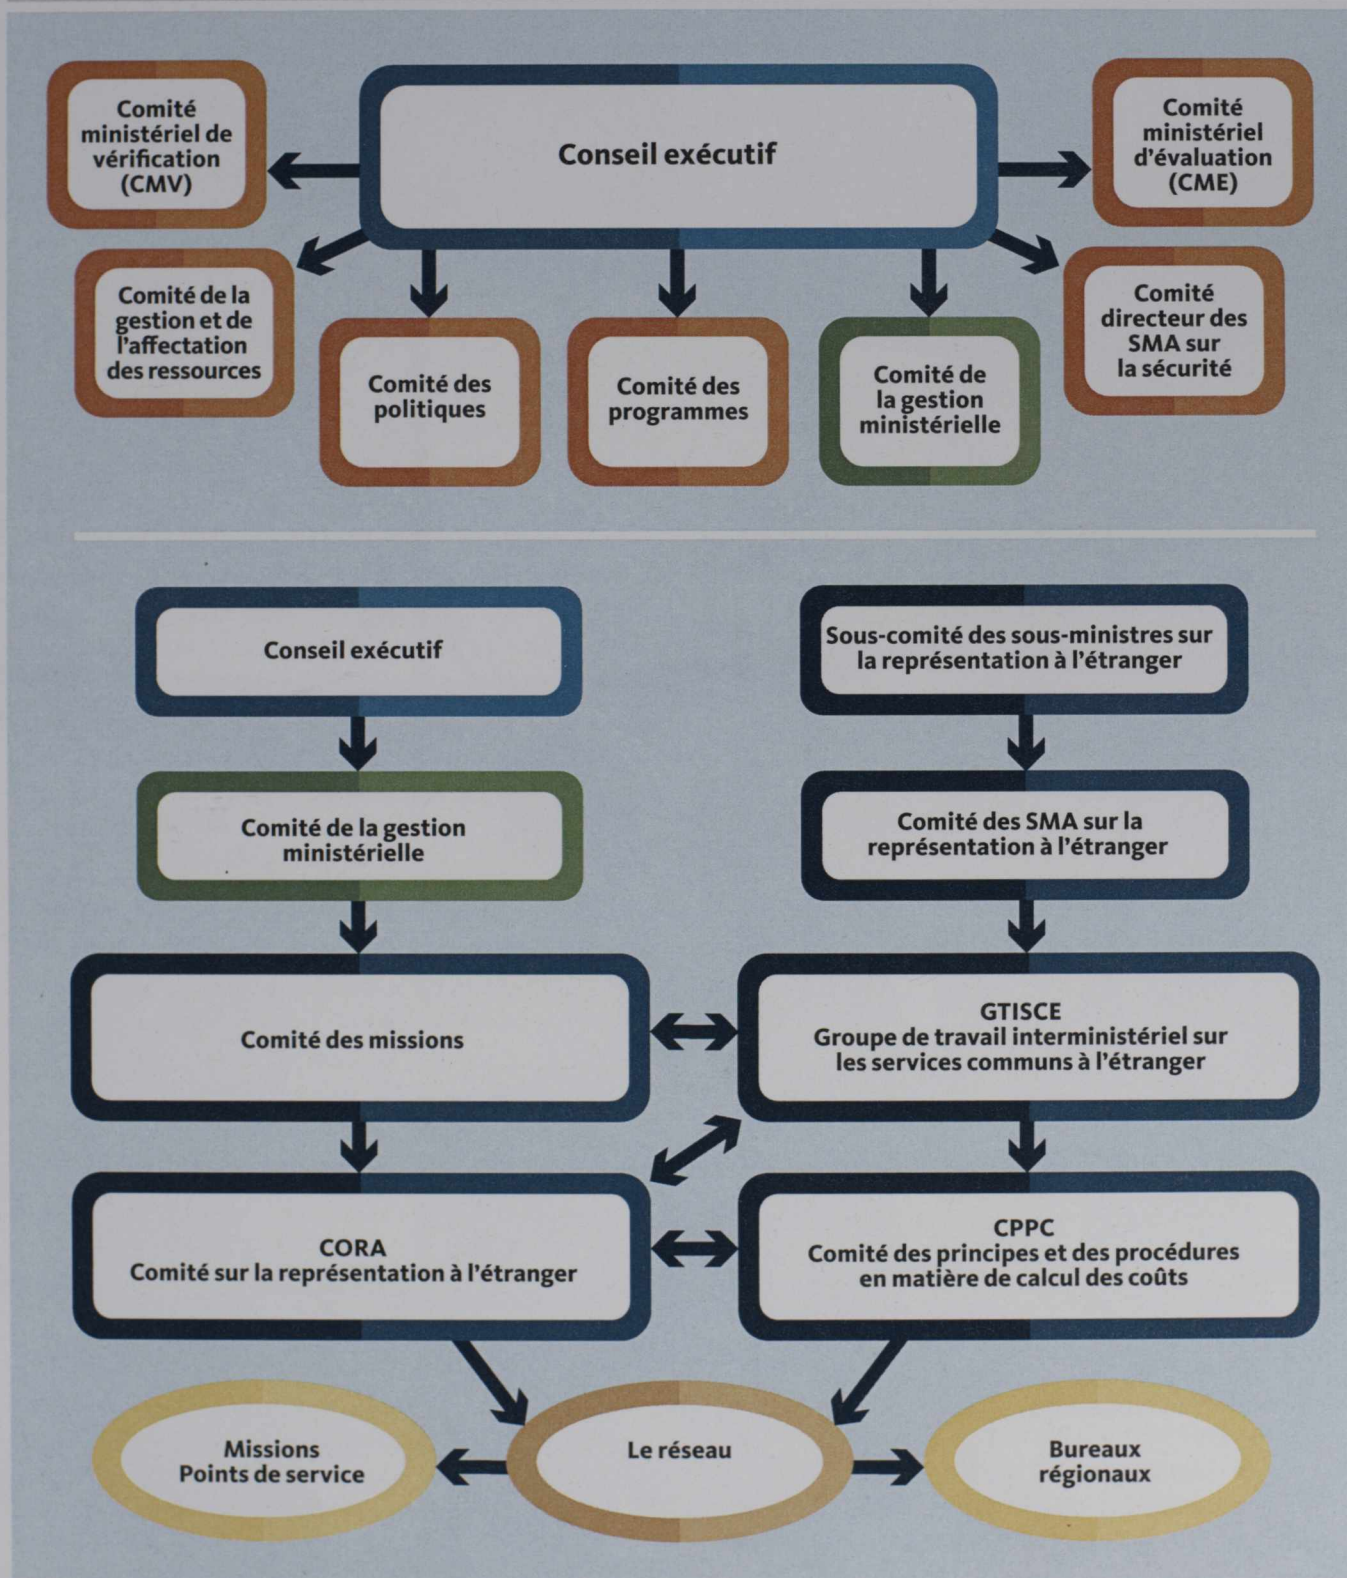 Comité
ministériel de
vérification
(CMV)
Conseil exécutif
Comité
ministériel
d'évaluation
(CME)
Comité de la
gestion et de
l'affectation
des ressources
Comité des
politiques
Comité des
programmes
Comité de
la gestion
ministérielle
Comité
directeur des
SMA sur
la sécurité
Conseil exécutif
Sous-comité des sous-ministres sur
la représentation à l'étranger
Comité de la gestion
ministérielle
Comité des SMA sur la
représentation à l'étranger
Comité des missions
GTISCE
Groupe de travail interministériel sur
les services communs à l'étranger
CORA
Comité sur la représentation à l'étranger
CPPC
Comité des principes et des procédures
en matière de calcul des coûts
Missions
Points de service
Le réseau
Bureaux
régionaux